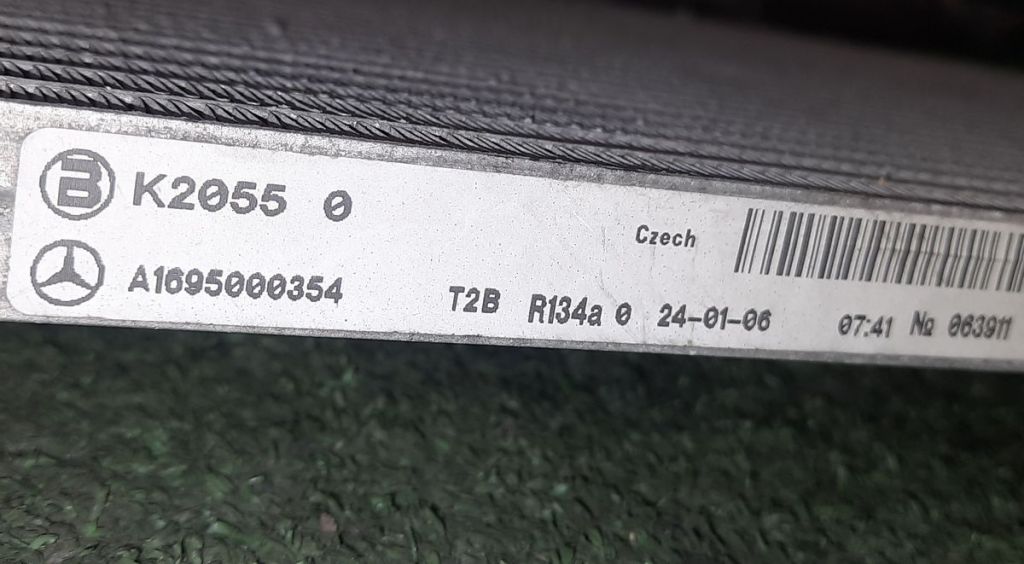 B K2055 0
Czech
A1695000354
T2B R134a 0 24-01-06 07:41 № 063911